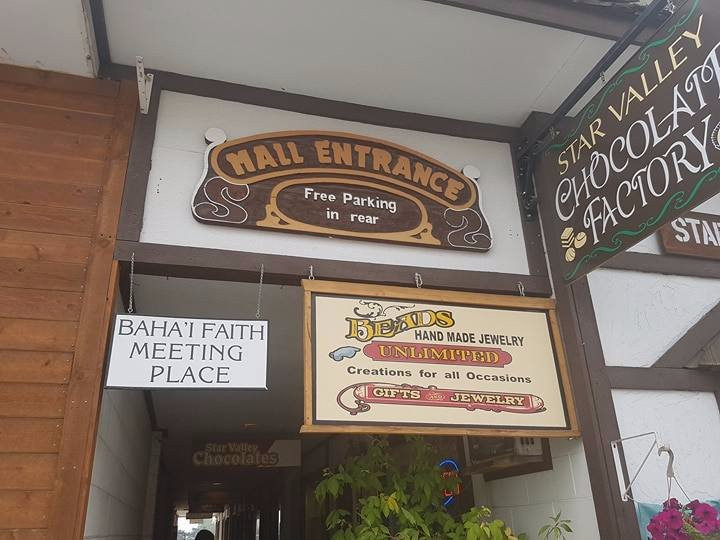 MALL ENTRANCE
Free Parking
in rear
STAR VALLEY
CHOCOLATE
FACTORY
BAHA'I FAITH
MEETING
PLACE
BEADS
HAND MADE JEWELRY
UNLIMITED
Creations for all Occasions
GIFTS AND JEWELRY
Star Valley
Chocolates